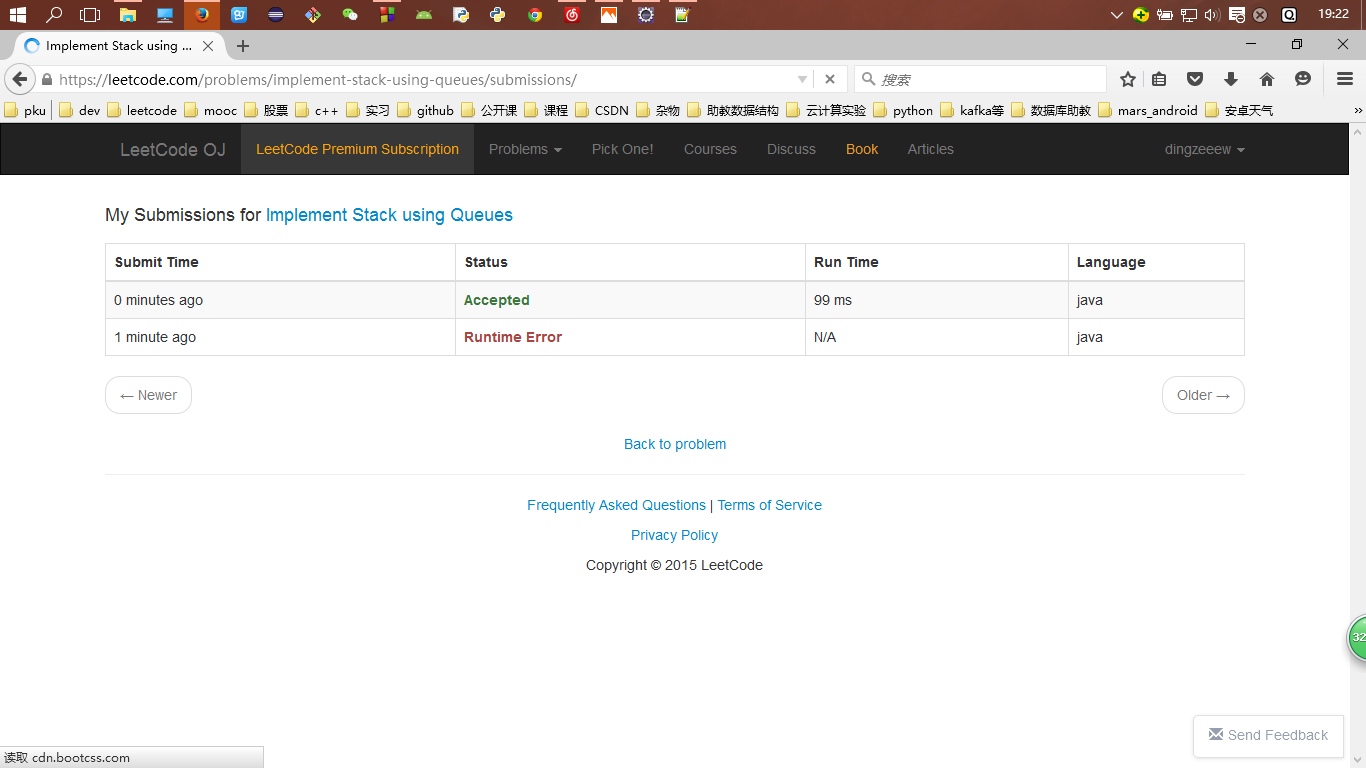 19:22
Implement Stack using ...
https://leetcode.com/problems/implement-stack-using-queues/submissions/
搜索
pku dev leetcode mooc 股票 c++ 实习 github 公开课 课程 CSDN 杂物 助教数据结构 云计算实验 python kafka等 数据库助教 mars_android 安卓天气
LeetCode OJ LeetCode Premium Subscription Problems Pick One! Courses Discuss Book Articles dingzeeew
My Submissions for Implement Stack using Queues
Submit Time Status Run Time Language
0 minutes ago Accepted 99 ms java
1 minute ago Runtime Error N/A java
← Newer Older →
Back to problem
Frequently Asked Questions | Terms of Service
Privacy Policy
Copyright © 2015 LeetCode
32
Send Feedback
读取 cdn.bootcss.com